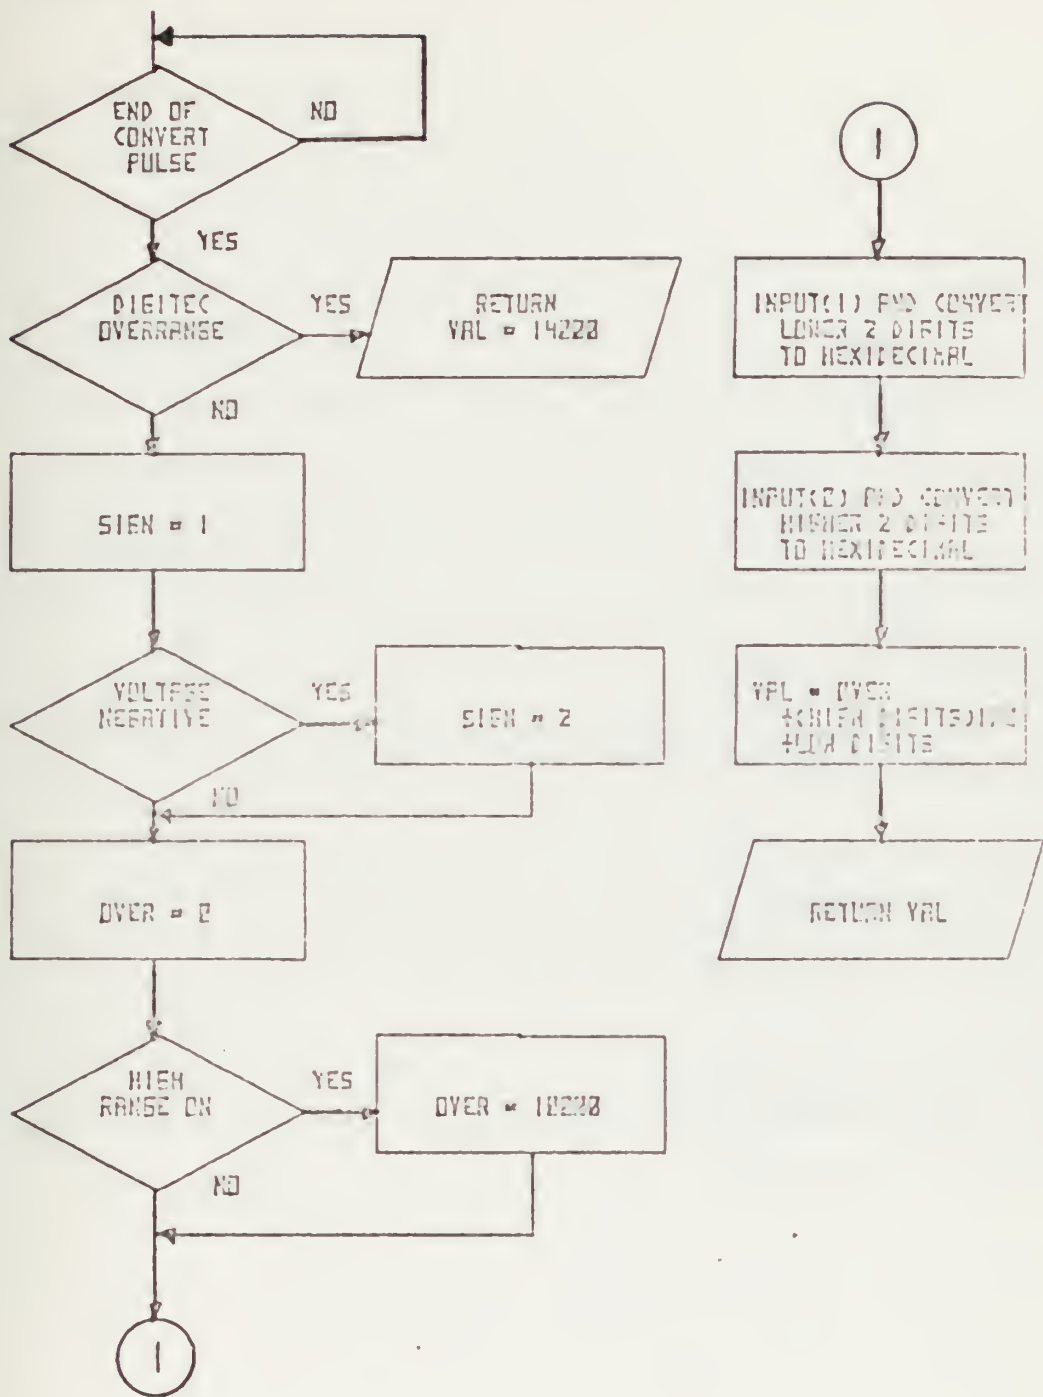 END OF
CONVERT
PULSE
NO
YES
DIGITEC
OVERRANGE
YES
RETURN
VAL =
NO
SIGN = 1
VOLTAGE
NEGATIVE
YES
SIGN = 2
NO
OVER = 0
HIGH
RANGE ON
YES
OVER =
NO
1
1
INPUT(1) AND CONVERT
LOWER 2 DIGITS
TO HEXIDECIMAL
INPUT(2) AND CONVERT
HIGHER 2 DIGITS
TO HEXIDECIMAL
VAL = OVER
+(HIGH DIGITS)
+LOW DIGITS
RETURN VAL